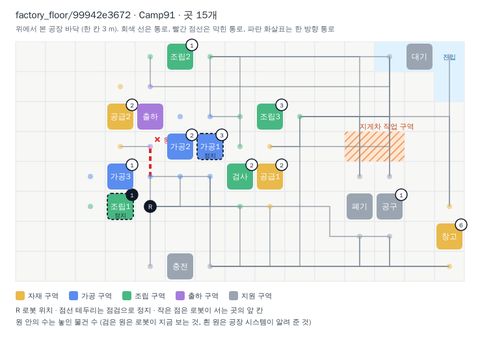 factory_floor/99942e3672 · Camp91 · 곳 15개
위에서 본 공장 바닥 (한 칸 3 m). 회색 선은 통로, 빨간 점선은 막힌 통로, 파란 화살표는 한 방향 통로
조립2 1
대기
진입
공급2 2
출하
조립3 3
지게차 작업 구역
가공2 2
가공1 3
가공3 1
검사 2
공급1 2
조립1 1
정지
R
폐기
공구 1
창고 6
충전
자재 구역
가공 구역
조립 구역
출하 구역
지원 구역
R 로봇 위치 · 점선 테두리는 점검으로 정지 · 작은 점은 로봇이 서는 곳의 앞 칸
원 안의 수는 놓인 물건 수 (검은 원은 로봇이 지금 보는 것, 흰 원은 공장 시스템이 알려 준 것)